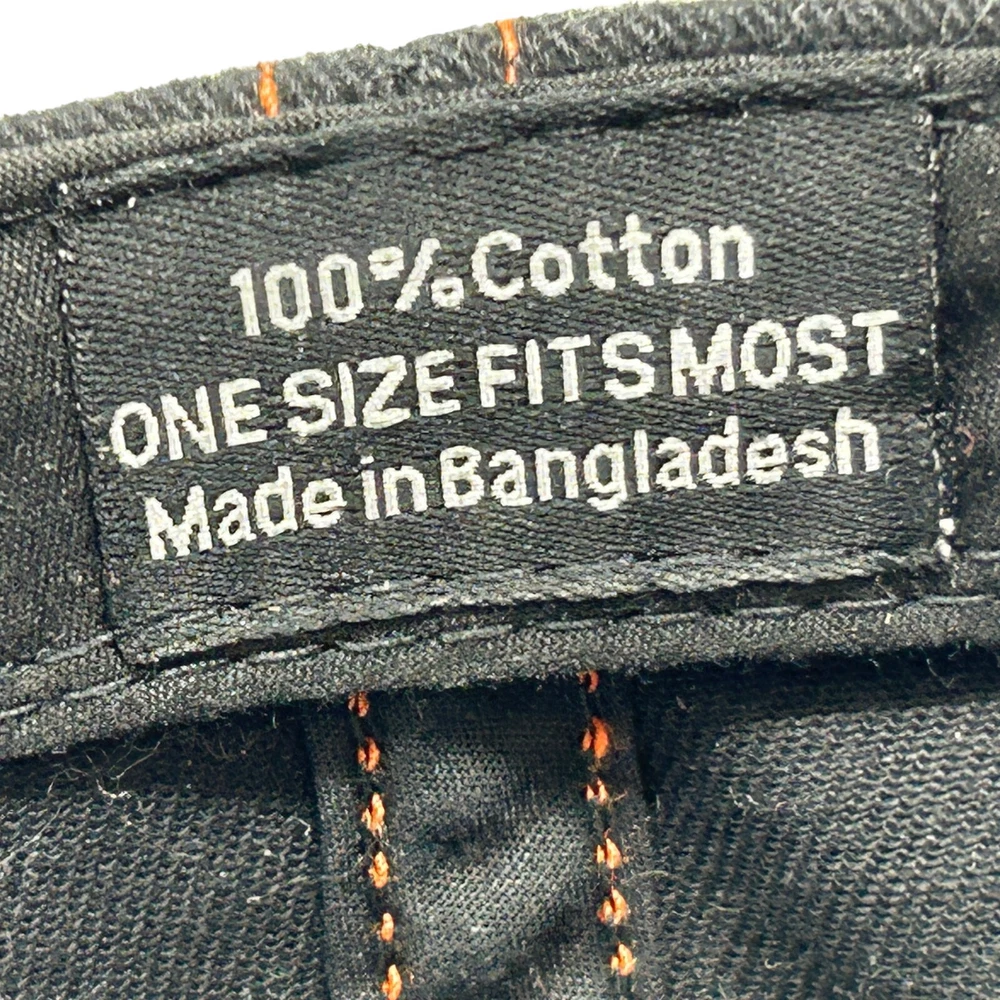 100% Cotton
ONE SIZE FITS MOST
Made in Bangladesh